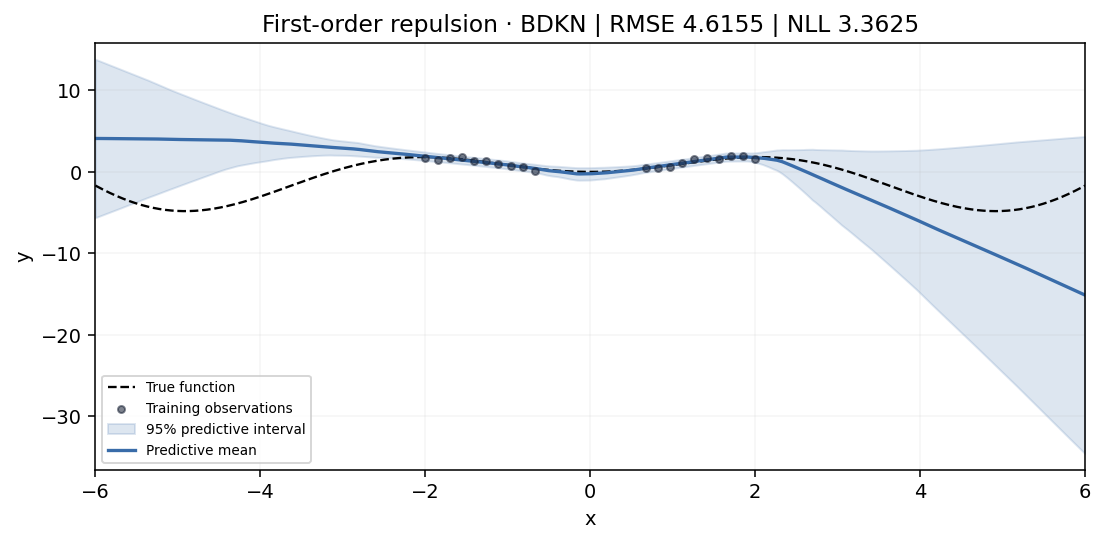 First-order repulsion · BDKN | RMSE 4.6155 | NLL 3.3625
10
0
−10
−20
−30
y
True function
Training observations
95% predictive interval
Predictive mean
−6
−4
−2
0
2
4
6
x